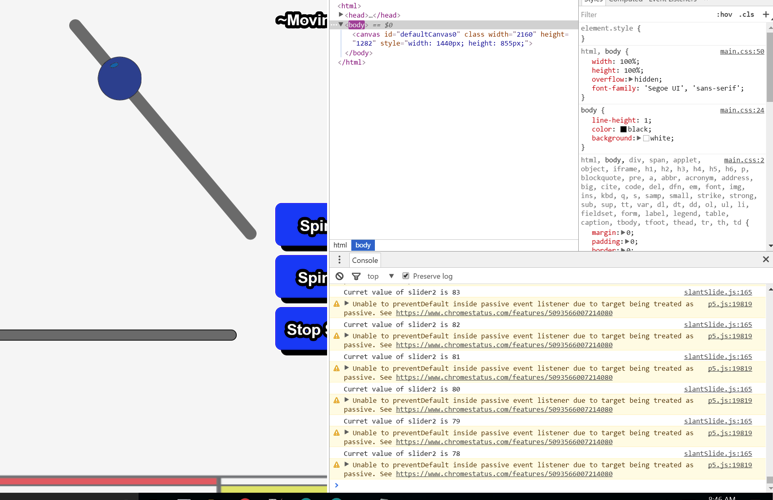 ~Movin
Spi
Spi
Stop S
<html>
<head>…</head>
<body> == $0
<canvas id="defaultCanvas0" class width="2160" height=
"1282" style="width: 1440px; height: 855px;">
</body>
</html>
html body
Styles Computed Event Listeners
Filter :hov .cls +
element.style {
}
html, body { main.css:50
width: 100%;
height: 100%;
overflow: hidden;
font-family: 'Segoe UI', 'sans-serif';
}
body { main.css:24
line-height: 1;
color: black;
background: white;
}
html, body, div, span, applet, main.css:2
object, iframe, h1, h2, h3, h4, h5, h6, p,
blockquote, pre, a, abbr, acronym, address,
big, cite, code, del, dfn, em, font, img,
ins, kbd, q, s, samp, small, strike, strong,
sub, sup, tt, var, dl, dt, dd, ol, ul, li,
fieldset, form, label, legend, table,
caption, tbody, tfoot, thead, tr, th, td {
margin: 0;
padding: 0;
border: 0;
Console
top Preserve log
Curret value of slider2 is 83 slantSlide.js:165
Unable to preventDefault inside passive event listener due to target being treated as p5.js:19819
passive. See https://www.chromestatus.com/features/5093566007214080
Curret value of slider2 is 82 slantSlide.js:165
Unable to preventDefault inside passive event listener due to target being treated as p5.js:19819
passive. See https://www.chromestatus.com/features/5093566007214080
Curret value of slider2 is 81 slantSlide.js:165
Unable to preventDefault inside passive event listener due to target being treated as p5.js:19819
passive. See https://www.chromestatus.com/features/5093566007214080
Curret value of slider2 is 80 slantSlide.js:165
Unable to preventDefault inside passive event listener due to target being treated as p5.js:19819
passive. See https://www.chromestatus.com/features/5093566007214080
Curret value of slider2 is 79 slantSlide.js:165
Unable to preventDefault inside passive event listener due to target being treated as p5.js:19819
passive. See https://www.chromestatus.com/features/5093566007214080
Curret value of slider2 is 78 slantSlide.js:165
Unable to preventDefault inside passive event listener due to target being treated as p5.js:19819
passive. See https://www.chromestatus.com/features/5093566007214080
8:46 AM